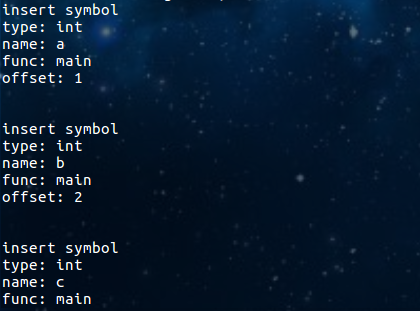 insert symbol
type: int
name: a
func: main
offset: 1
insert symbol
type: int
name: b
func: main
offset: 2
insert symbol
type: int
name: c
func: main